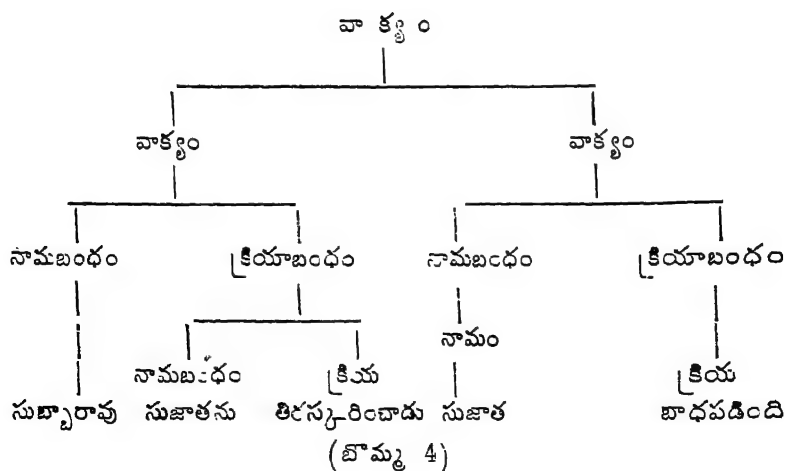 వాక్యం
వాక్యం వాక్యం
నామబంధం క్రియాబంధం నామబంధం క్రియాబంధం
నామం
నామబంధం క్రియ క్రియ
సుబ్బారావు సుజాతను తిరస్కరించాడు సుజాత బాధపడింది
(బొమ్మ 4)